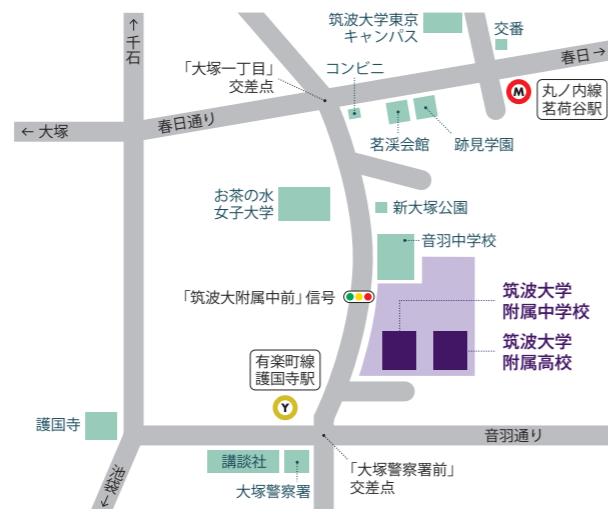 筑波大学東京
キャンパス
交番
↑
千石
「大塚一丁目」
交差点
コンビニ
春日 →
M
丸ノ内線
茗荷谷駅
← 大塚
春日通り
茗渓会館
跡見学園
お茶の水
女子大学
新大塚公園
音羽中学校
「筑波大附属中前」信号
筑波大学
附属中学校
筑波大学
附属高校
有楽町線
護国寺駅
Y
護国寺
音羽通り
講談社
大塚警察署
「大塚警察署前」
交差点
池袋
→